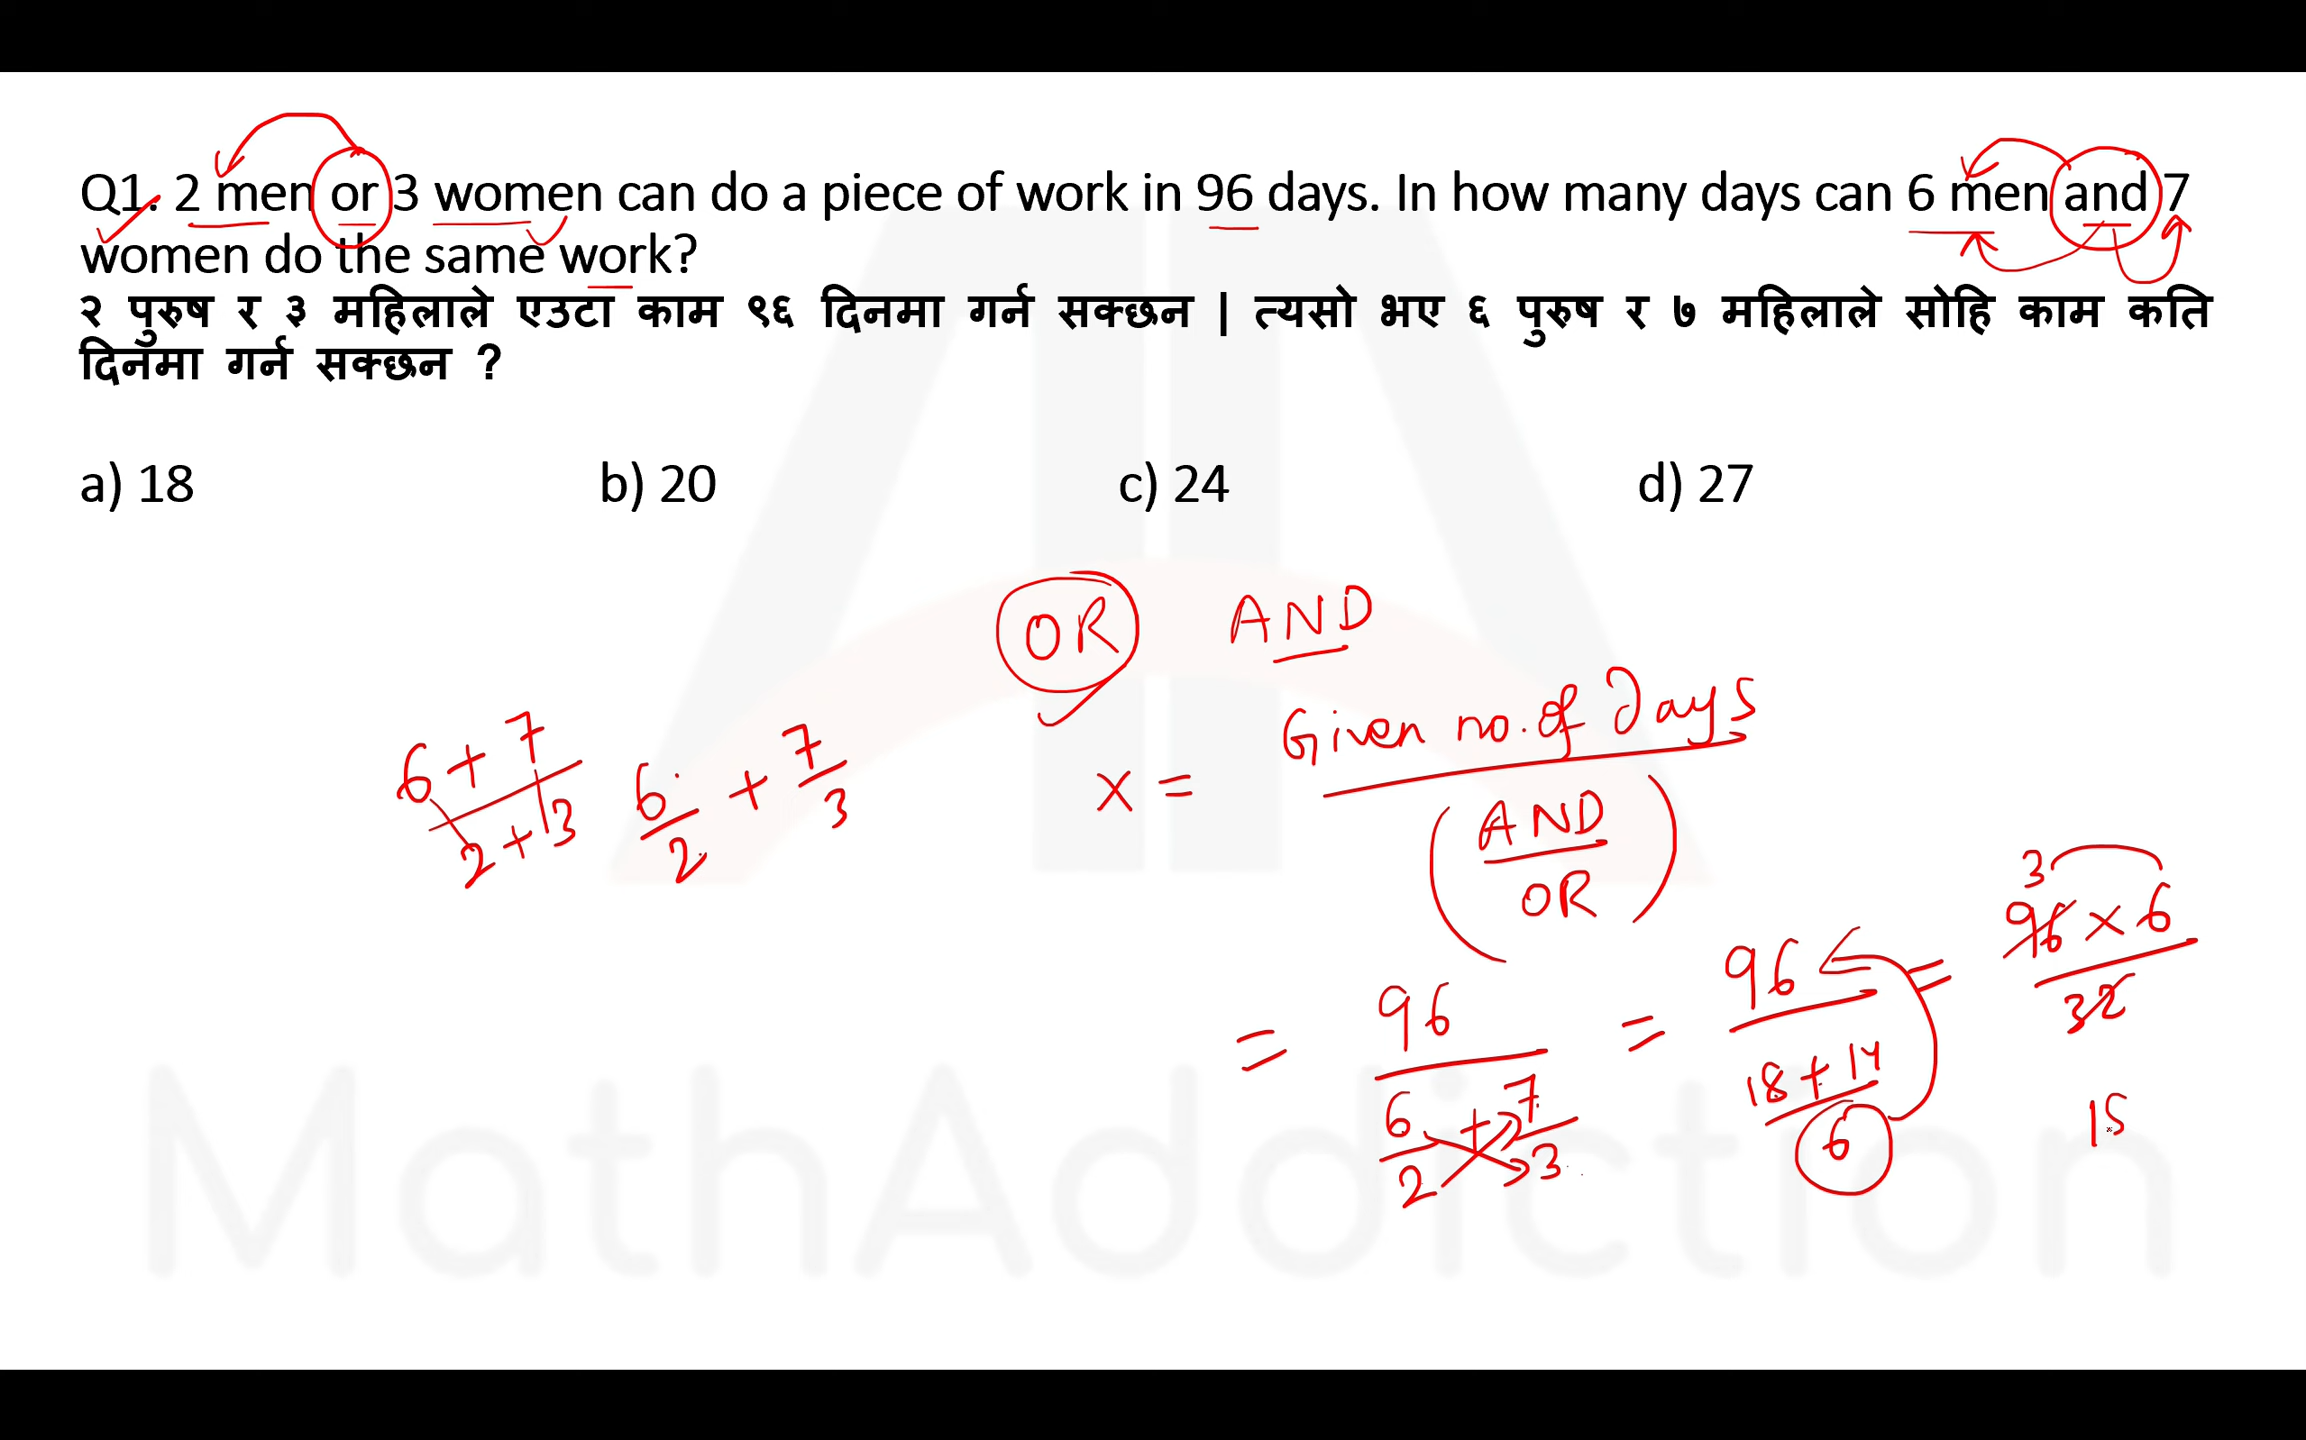 Q1. 2 men or 3 women can do a piece of work in 96 days. In how many days can 6 men and 7
women do the same work?
२ पुरुष र ३ महिलाले एउटा काम ९६ दिनमा गर्न सक्छन | त्यसो भए ६ पुरुष र ७ महिलाले सोहि काम कति
दिनमा गर्न सक्छन ?
a) 18 b) 20 c) 24 d) 27
OR AND
6 + 7 / 2 + 3
6/2 + 7/3
x = Given no. of Days / (AND / OR)
= 96 / (6/2 + 7/3) = 96 / ((18 + 14) / 6) = 96 x 6 / 32
3
MathAddiction